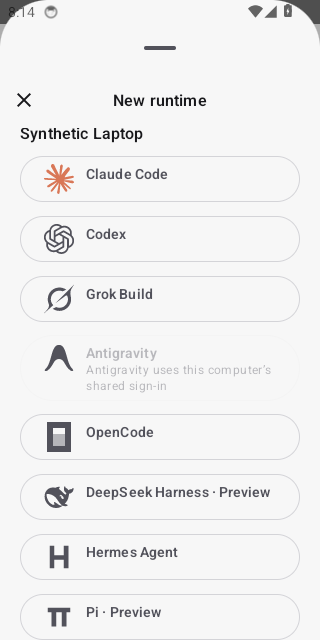 8:14
New runtime
Synthetic Laptop
Claude Code
Codex
Grok Build
Antigravity
Antigravity uses this computer's
shared sign-in
OpenCode
DeepSeek Harness · Preview
Hermes Agent
Pi · Preview